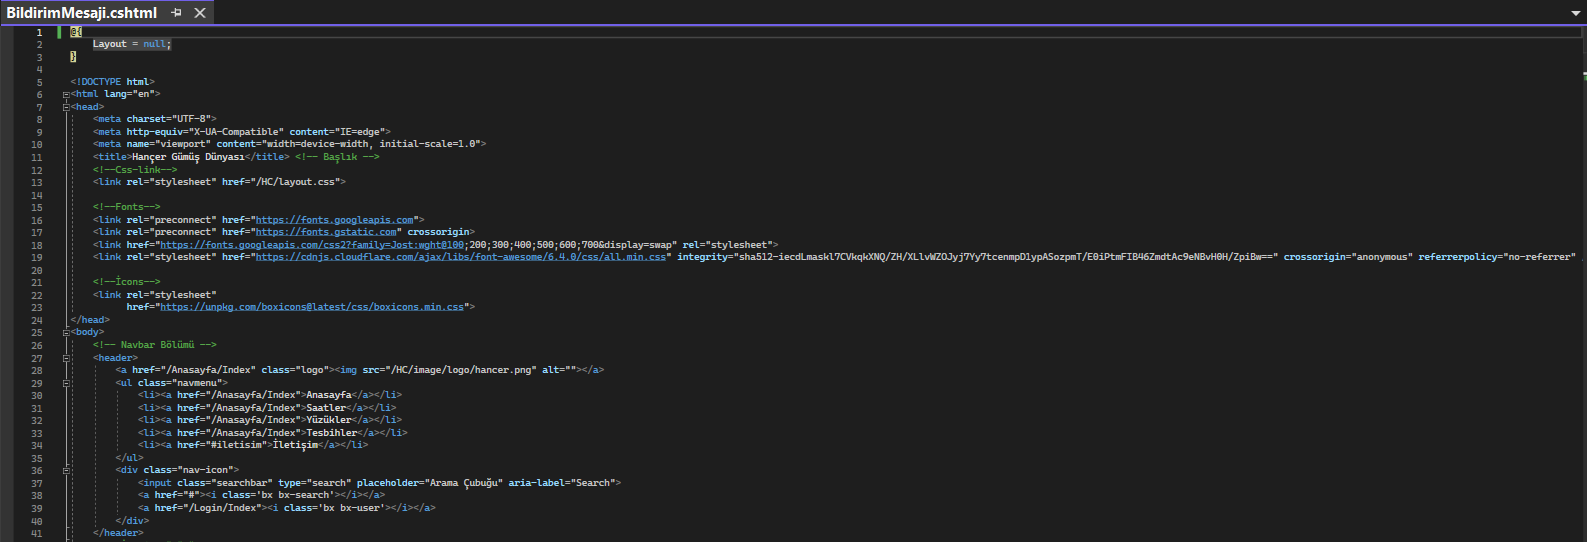 BildirimMesaji.cshtml
1 @{
2 Layout = null;
3 }
4
5 <!DOCTYPE html>
6 <html lang="en">
7 <head>
8 <meta charset="UTF-8">
9 <meta http-equiv="X-UA-Compatible" content="IE=edge">
10 <meta name="viewport" content="width=device-width, initial-scale=1.0">
11 <title>Hançer Gümüş Dünyası</title> <!-- Başlık -->
12 <!--Css-link-->
13 <link rel="stylesheet" href="/HC/layout.css">
14
15 <!--Fonts-->
16 <link rel="preconnect" href="https://fonts.googleapis.com">
17 <link rel="preconnect" href="https://fonts.gstatic.com" crossorigin>
18 <link href="https://fonts.googleapis.com/css2?family=Jost:wght@100;200;300;400;500;600;700&display=swap" rel="stylesheet">
19 <link rel="stylesheet" href="https://cdnjs.cloudflare.com/ajax/libs/font-awesome/6.4.0/css/all.min.css" integrity="sha512-iecdLmaskl7CVkqkXNQ/ZH/XLlvWZOJyj7Yy7tcenmpD1ypASozpmT/E0iPtmFIB46ZmdtAc9eNBvH0H/ZpiBw==" crossorigin="anonymous" referrerpolicy="no-referrer"
20
21 <!--İcons-->
22 <link rel="stylesheet"
23 href="https://unpkg.com/boxicons@latest/css/boxicons.min.css">
24 </head>
25 <body>
26 <!-- Navbar Bölümü -->
27 <header>
28 <a href="/Anasayfa/Index" class="logo"><img src="/HC/image/logo/hancer.png" alt=""></a>
29 <ul class="navmenu">
30 <li><a href="/Anasayfa/Index">Anasayfa</a></li>
31 <li><a href="/Anasayfa/Index">Saatler</a></li>
32 <li><a href="/Anasayfa/Index">Yüzükler</a></li>
33 <li><a href="/Anasayfa/Index">Tesbihler</a></li>
34 <li><a href="#iletisim">İletişim</a></li>
35 </ul>
36 <div class="nav-icon">
37 <input class="searchbar" type="search" placeholder="Arama Çubuğu" aria-label="Search">
38 <a href="#"><i class='bx bx-search'></i></a>
39 <a href="/Login/Index"><i class='bx bx-user'></i></a>
40 </div>
41 </header>